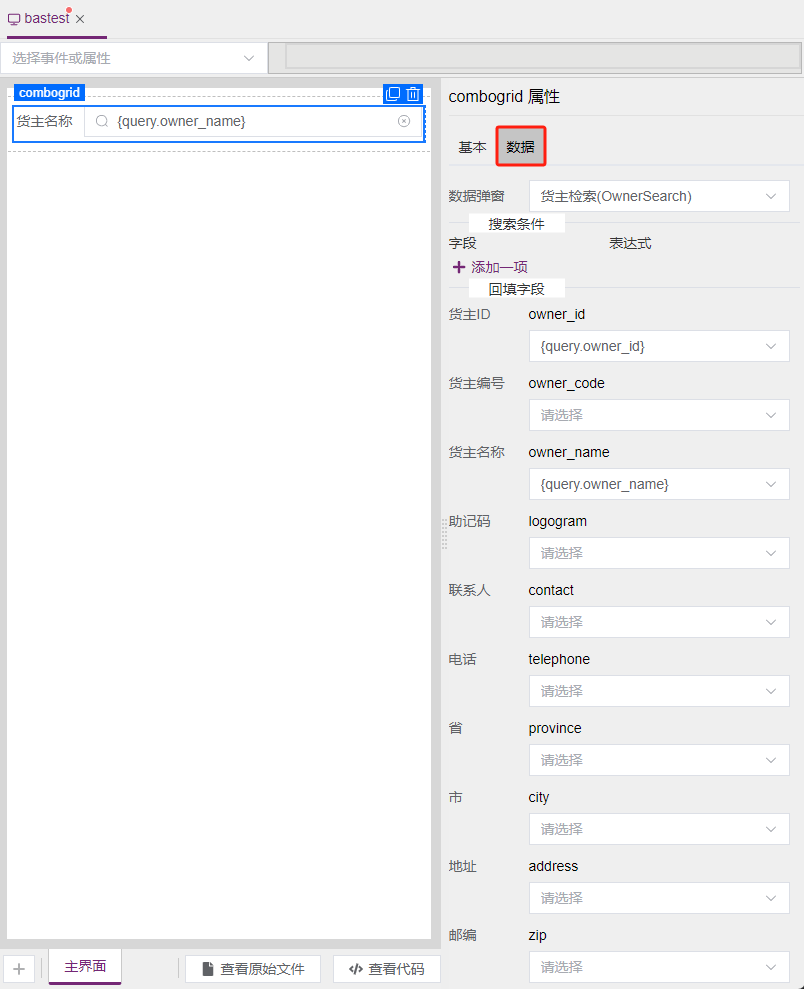 bastest
选择事件或属性
combogrid
货主名称 {query.owner_name}
combogrid 属性
基本 数据
数据弹窗 货主检索(OwnerSearch)
搜索条件
字段 表达式
添加一项
回填字段
货主ID owner_id
{query.owner_id}
货主编号 owner_code
请选择
货主名称 owner_name
{query.owner_name}
助记码 logogram
请选择
联系人 contact
请选择
电话 telephone
请选择
省 province
请选择
市 city
请选择
地址 address
请选择
邮编 zip
请选择
主界面 查看原始文件 查看代码